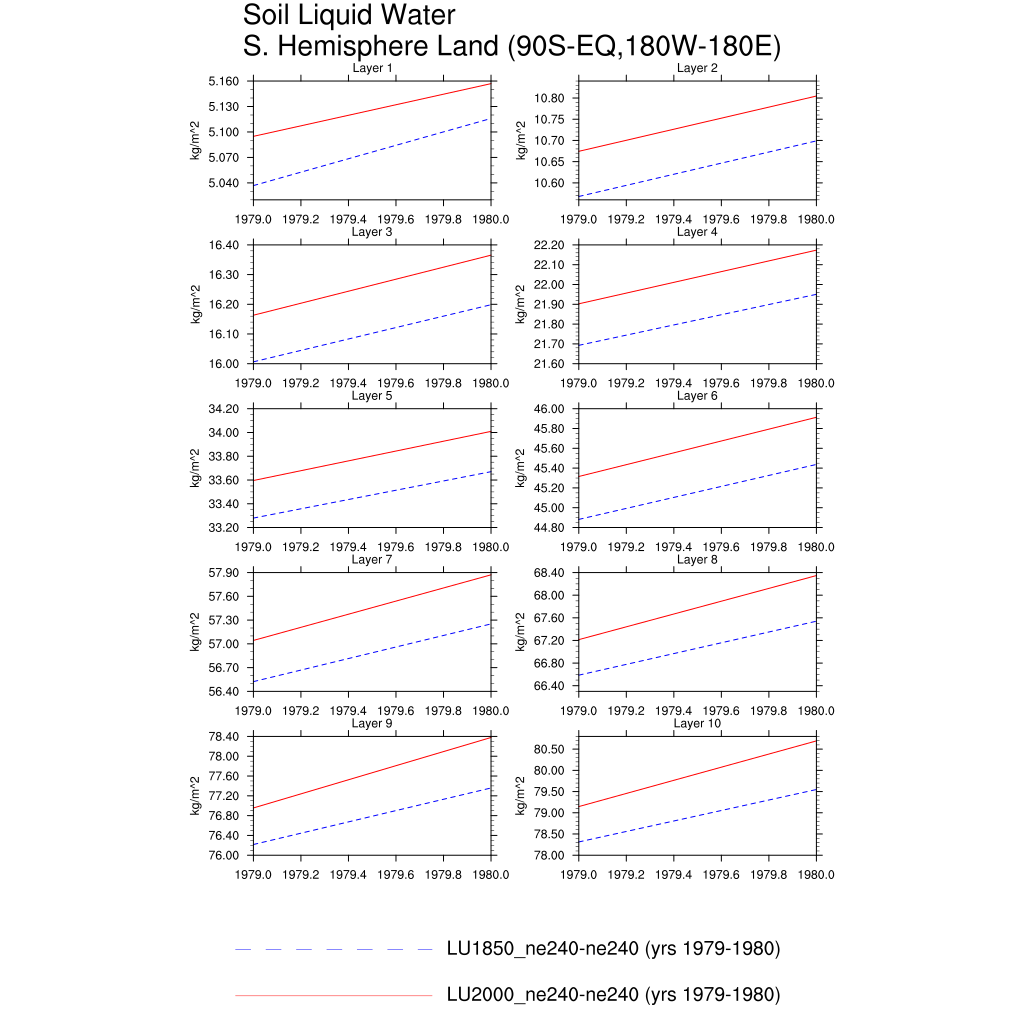 Soil Liquid Water
S. Hemisphere Land (90S-EQ,180W-180E)
Layer 1
5.160
5.130
5.100
5.070
5.040
kg/m^2
1979.0 1979.2 1979.4 1979.6 1979.8 1980.0
Layer 2
10.80
10.75
10.70
10.65
10.60
kg/m^2
1979.0 1979.2 1979.4 1979.6 1979.8 1980.0
Layer 3
16.40
16.30
16.20
16.10
16.00
kg/m^2
1979.0 1979.2 1979.4 1979.6 1979.8 1980.0
Layer 4
22.20
22.10
22.00
21.90
21.80
21.70
21.60
kg/m^2
1979.0 1979.2 1979.4 1979.6 1979.8 1980.0
Layer 5
34.20
34.00
33.80
33.60
33.40
33.20
kg/m^2
1979.0 1979.2 1979.4 1979.6 1979.8 1980.0
Layer 6
46.00
45.80
45.60
45.40
45.20
45.00
44.80
kg/m^2
1979.0 1979.2 1979.4 1979.6 1979.8 1980.0
Layer 7
57.90
57.60
57.30
57.00
56.70
56.40
kg/m^2
1979.0 1979.2 1979.4 1979.6 1979.8 1980.0
Layer 8
68.40
68.00
67.60
67.20
66.80
66.40
kg/m^2
1979.0 1979.2 1979.4 1979.6 1979.8 1980.0
Layer 9
78.40
78.00
77.60
77.20
76.80
76.40
76.00
kg/m^2
1979.0 1979.2 1979.4 1979.6 1979.8 1980.0
Layer 10
80.50
80.00
79.50
79.00
78.50
78.00
kg/m^2
1979.0 1979.2 1979.4 1979.6 1979.8 1980.0
LU1850_ne240-ne240 (yrs 1979-1980)
LU2000_ne240-ne240 (yrs 1979-1980)